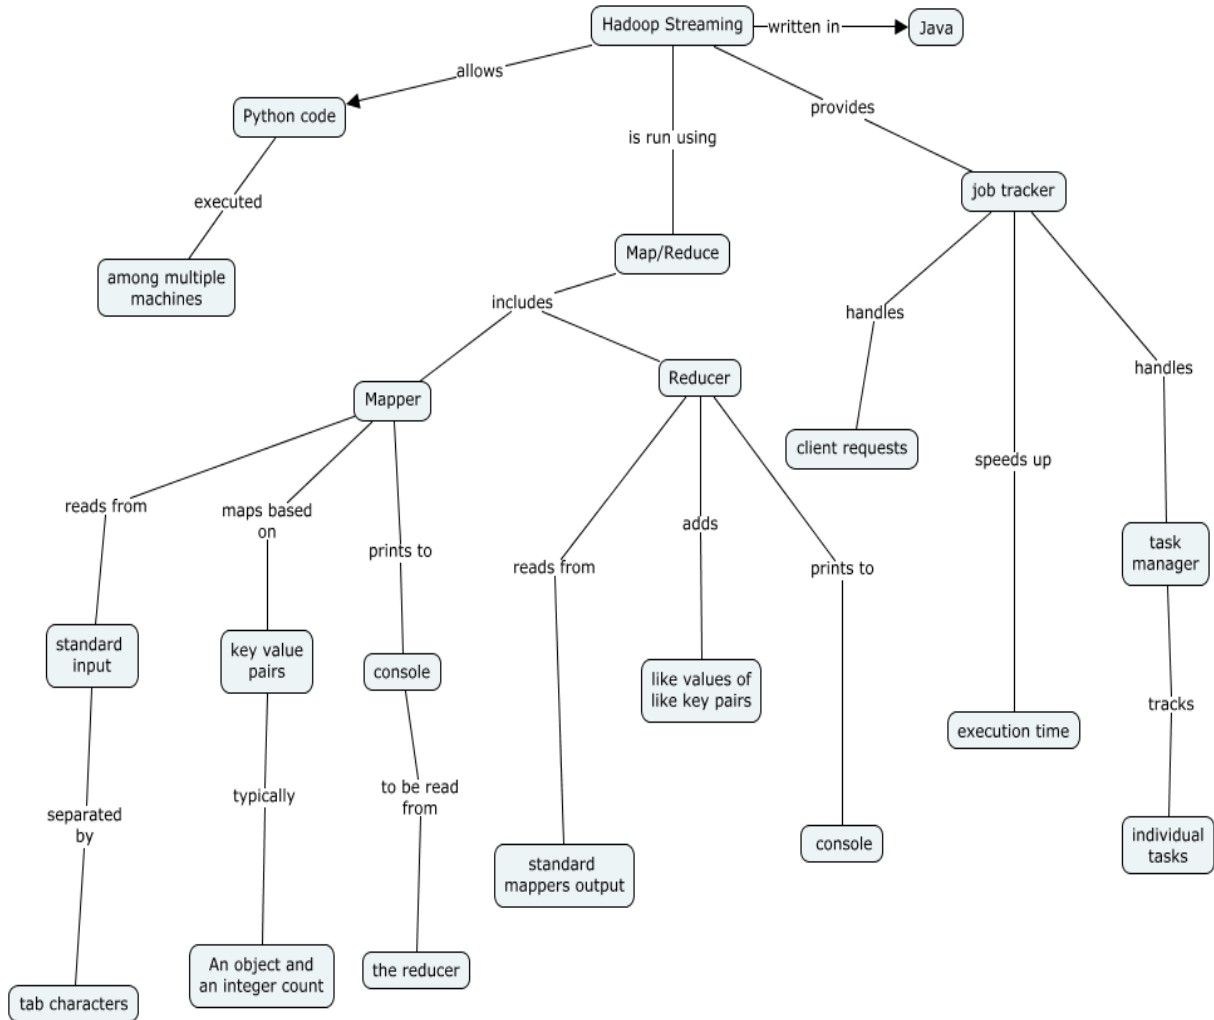 Hadoop Streaming
written in
Java
allows
Python code
provides
is run using
job tracker
executed
Map/Reduce
among multiple
machines
includes
handles
handles
Reducer
Mapper
client requests
speeds up
reads from
maps based
on
prints to
adds
reads from
prints to
task
manager
standard
input
key value
pairs
console
like values of
like key pairs
tracks
execution time
typically
to be read
from
separated
by
console
individual
tasks
standard
mappers output
An object and
an integer count
the reducer
tab characters